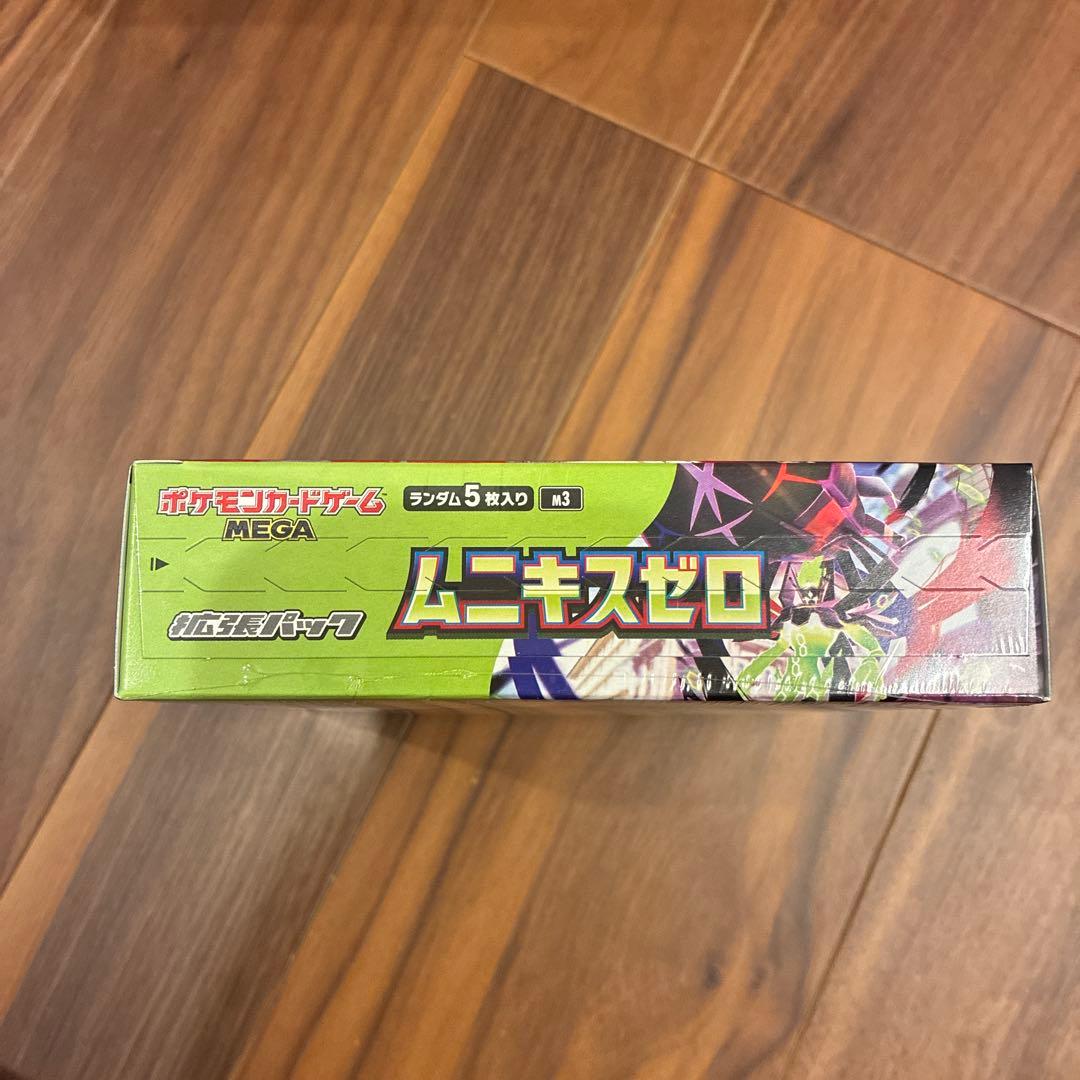 ポケモンカードゲーム
MEGA
ランダム5枚入り M3
ムニキスゼロ
拡張パック